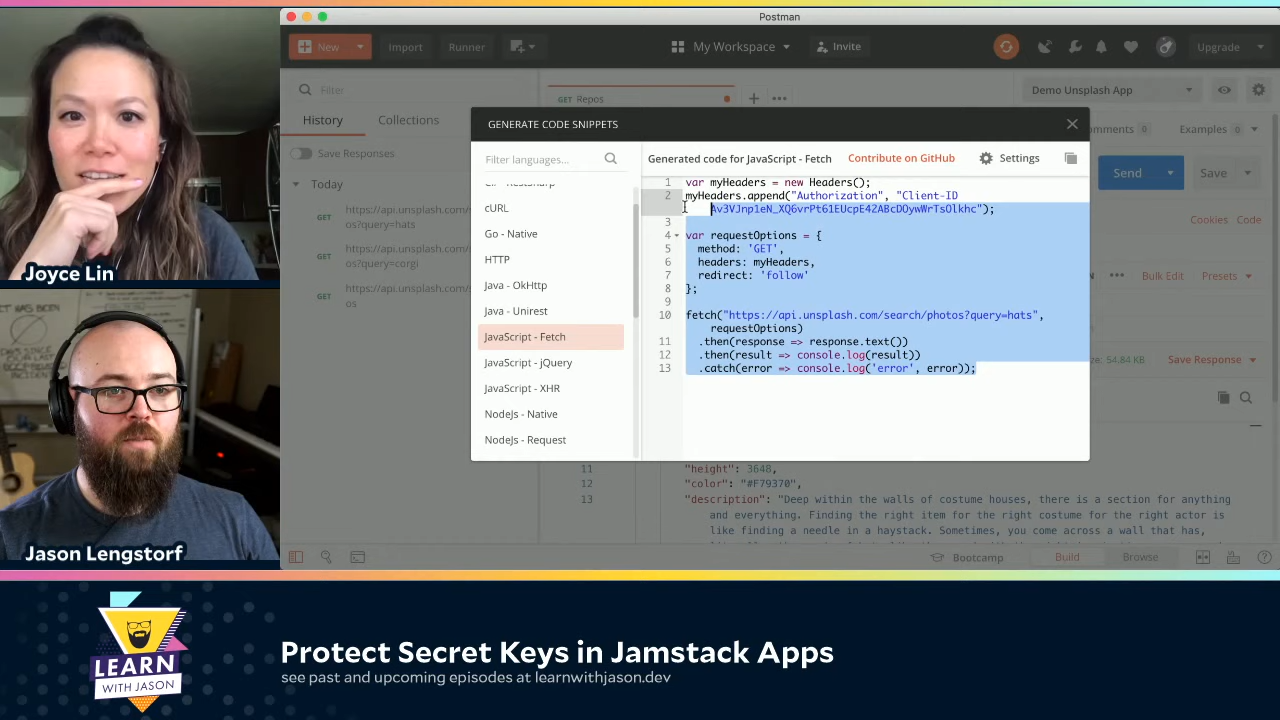 Postman
New
Import
Runner
My Workspace
Invite
Upgrade
Filter
History
Collections
Save Responses
Today
GET https://api.unsplash.com/s
os?query=hats
GET https://api.unsplash.com/s
os?query=corgi
GET https://api.unsplash.com/s
os
GET Repos
Demo Unsplash App
mments 0
Examples 0
Send
Save
Cookies Code
Bulk Edit
Presets
ze: 54.84 KB
Save Response
GENERATE CODE SNIPPETS
Filter languages...
C# - RestSharp
cURL
Go - Native
HTTP
Java - OkHttp
Java - Unirest
JavaScript - Fetch
JavaScript - jQuery
JavaScript - XHR
NodeJs - Native
NodeJs - Request
Generated code for JavaScript - Fetch
Contribute on GitHub
Settings
1 var myHeaders = new Headers();
2 myHeaders.append("Authorization", "Client-ID
Av3VJnp1eN_XQ6vrPt61EUcpE42ABcDOywWrTsOlkhc");
3
4 var requestOptions = {
5 method: 'GET',
6 headers: myHeaders,
7 redirect: 'follow'
8 };
9
10 fetch("https://api.unsplash.com/search/photos?query=hats",
requestOptions)
11 .then(response => response.text())
12 .then(result => console.log(result))
13 .catch(error => console.log('error', error));
11 "height": 3648,
12 "color": "#F79370",
13 "description": "Deep within the walls of costume houses, there is a section for anything
and everything. Finding the right item for the right costume for the right actor is
like finding a needle in a haystack. Sometimes, you come across a wall that has,
Bootcamp
Build
Browse
Joyce Lin
Jason Lengstorf
LEARN
WITH JASON
Protect Secret Keys in Jamstack Apps
see past and upcoming episodes at learnwithjason.dev